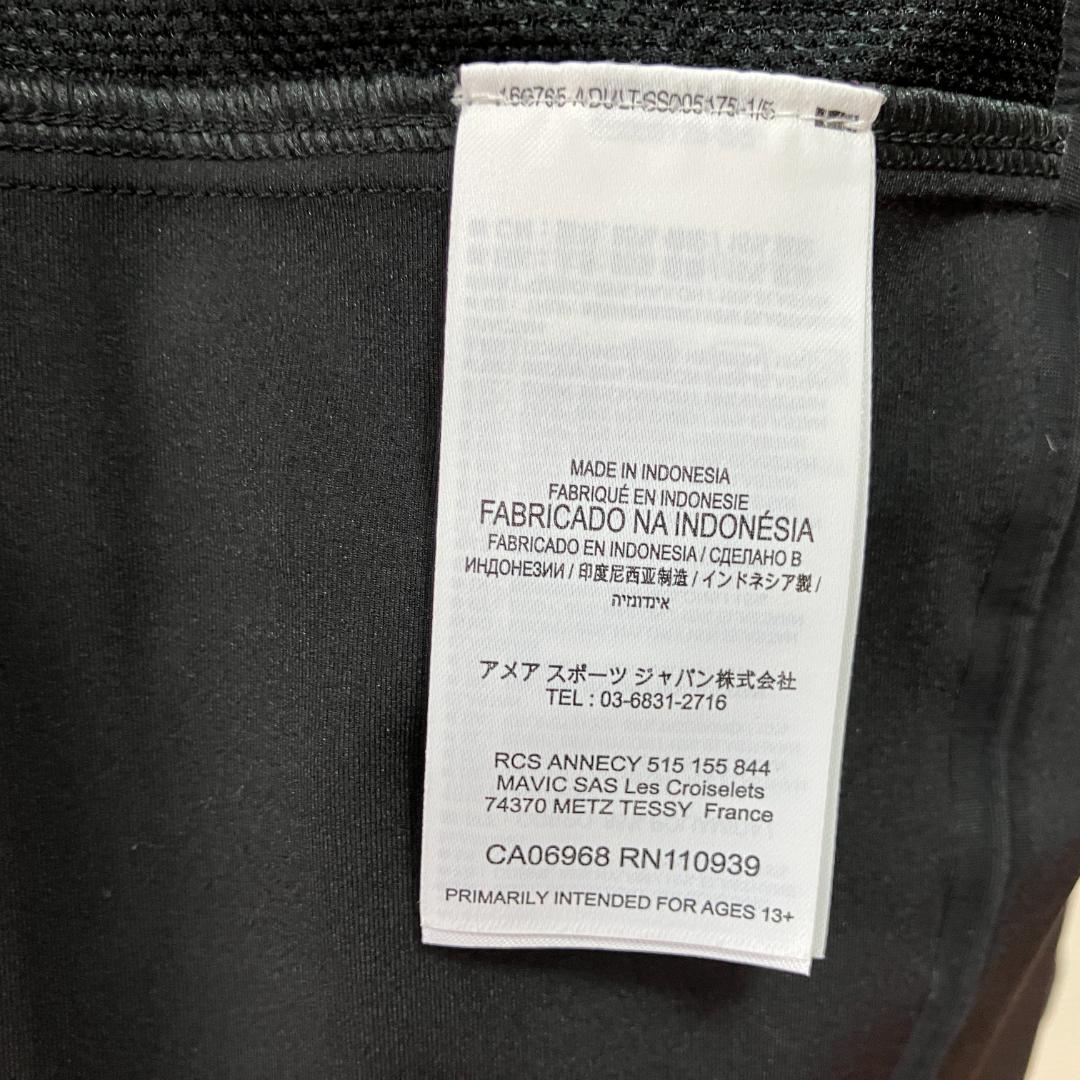 MADE IN INDONESIA
FABRIQUÉ EN INDONESIE
FABRICADO NA INDONÉSIA
FABRICADO EN INDONESIA / СДЕЛАНО В
ИНДОНЕЗИИ / 印度尼西亚制造 / インドネシア製 /
אינדונזיה
アメア スポーツ ジャパン株式会社
TEL : 03-6831-2716
RCS ANNECY 515 155 844
MAVIC SAS Les Croiselets
74370 METZ TESSY France
CA06968 RN110939
PRIMARILY INTENDED FOR AGES 13+